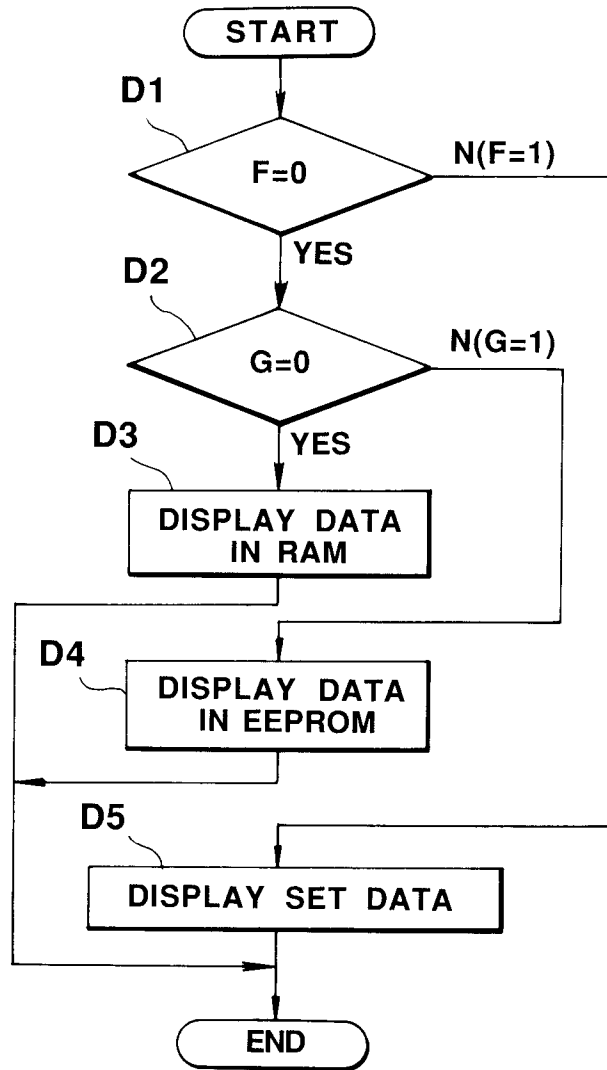 START
D1
F=0
N(F=1)
YES
D2
G=0
N(G=1)
YES
D3
DISPLAY DATA
IN RAM
D4
DISPLAY DATA
IN EEPROM
D5
DISPLAY SET DATA
END